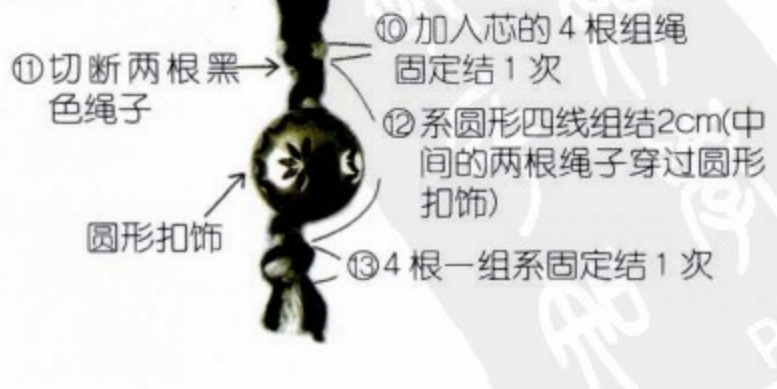 ⑩加入芯的4根组绳
固定结1次
⑪切断两根黑
色绳子
⑫系圆形四线组结2cm(中
间的两根绳子穿过圆形
扣饰)
圆形扣饰
⑬4根一组系固定结1次